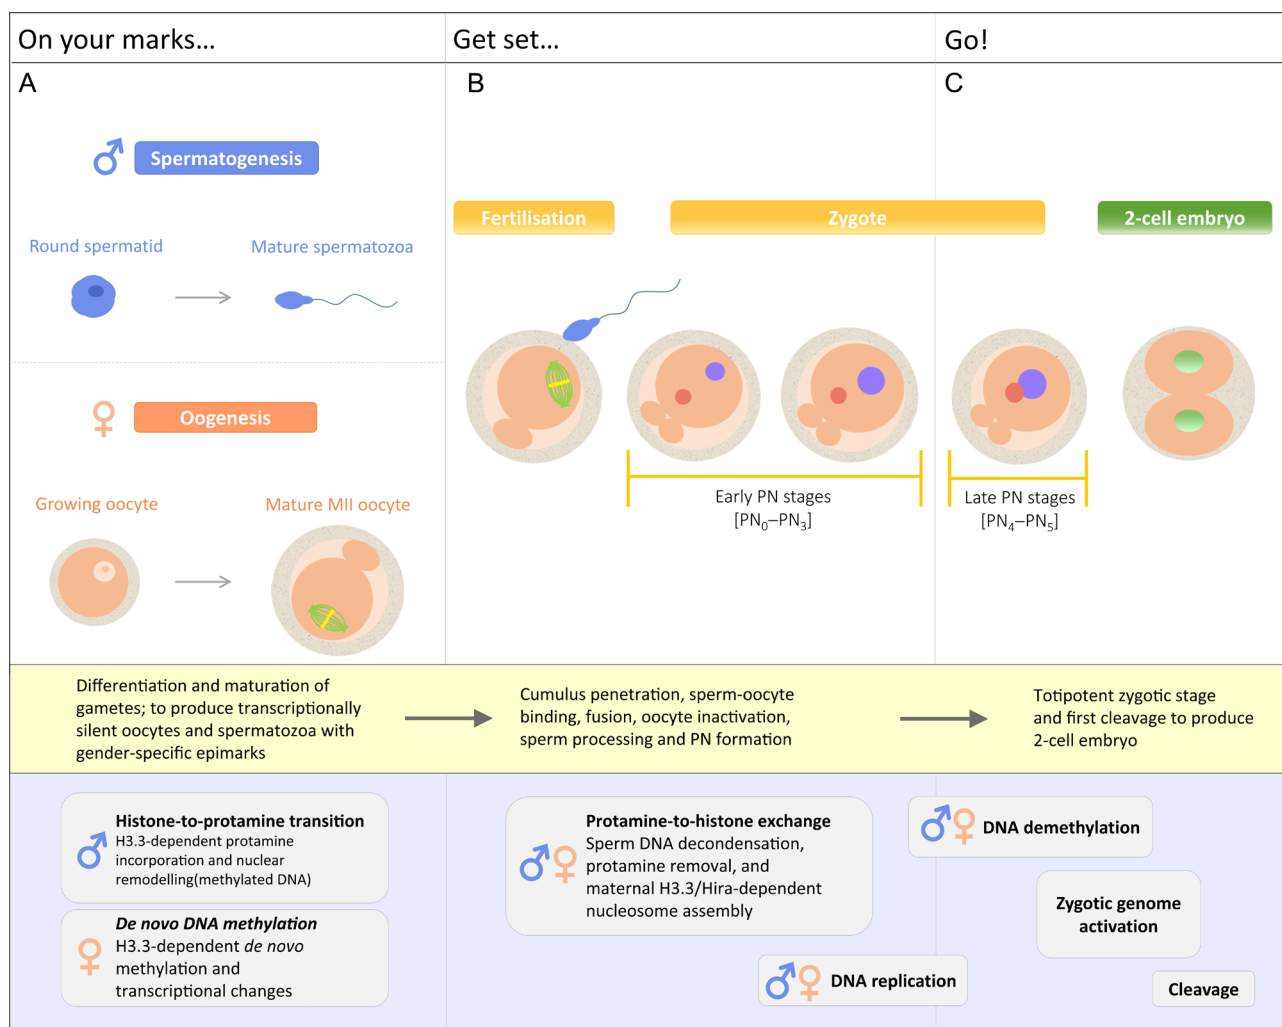 On your marks...
Get set...
Go!
A
B
C
♂ Spermatogenesis
Round spermatid
Mature spermatozoa
♀ Oogenesis
Growing oocyte
Mature MII oocyte
Fertilisation
Zygote
2-cell embryo
Early PN stages
[PN₀–PN₃]
Late PN stages
[PN₄–PN₅]
Differentiation and maturation of
gametes; to produce transcriptionally
silent oocytes and spermatozoa with
gender-specific epimarks
Cumulus penetration, sperm-oocyte
binding, fusion, oocyte inactivation,
sperm processing and PN formation
Totipotent zygotic stage
and first cleavage to produce
2-cell embryo
Histone-to-protamine transition
H3.3-dependent protamine
incorporation and nuclear
remodelling(methylated DNA)
De novo DNA methylation
H3.3-dependent de novo
methylation and
transcriptional changes
Protamine-to-histone exchange
Sperm DNA decondensation,
protamine removal, and
maternal H3.3/Hira-dependent
nucleosome assembly
DNA replication
DNA demethylation
Zygotic genome
activation
Cleavage